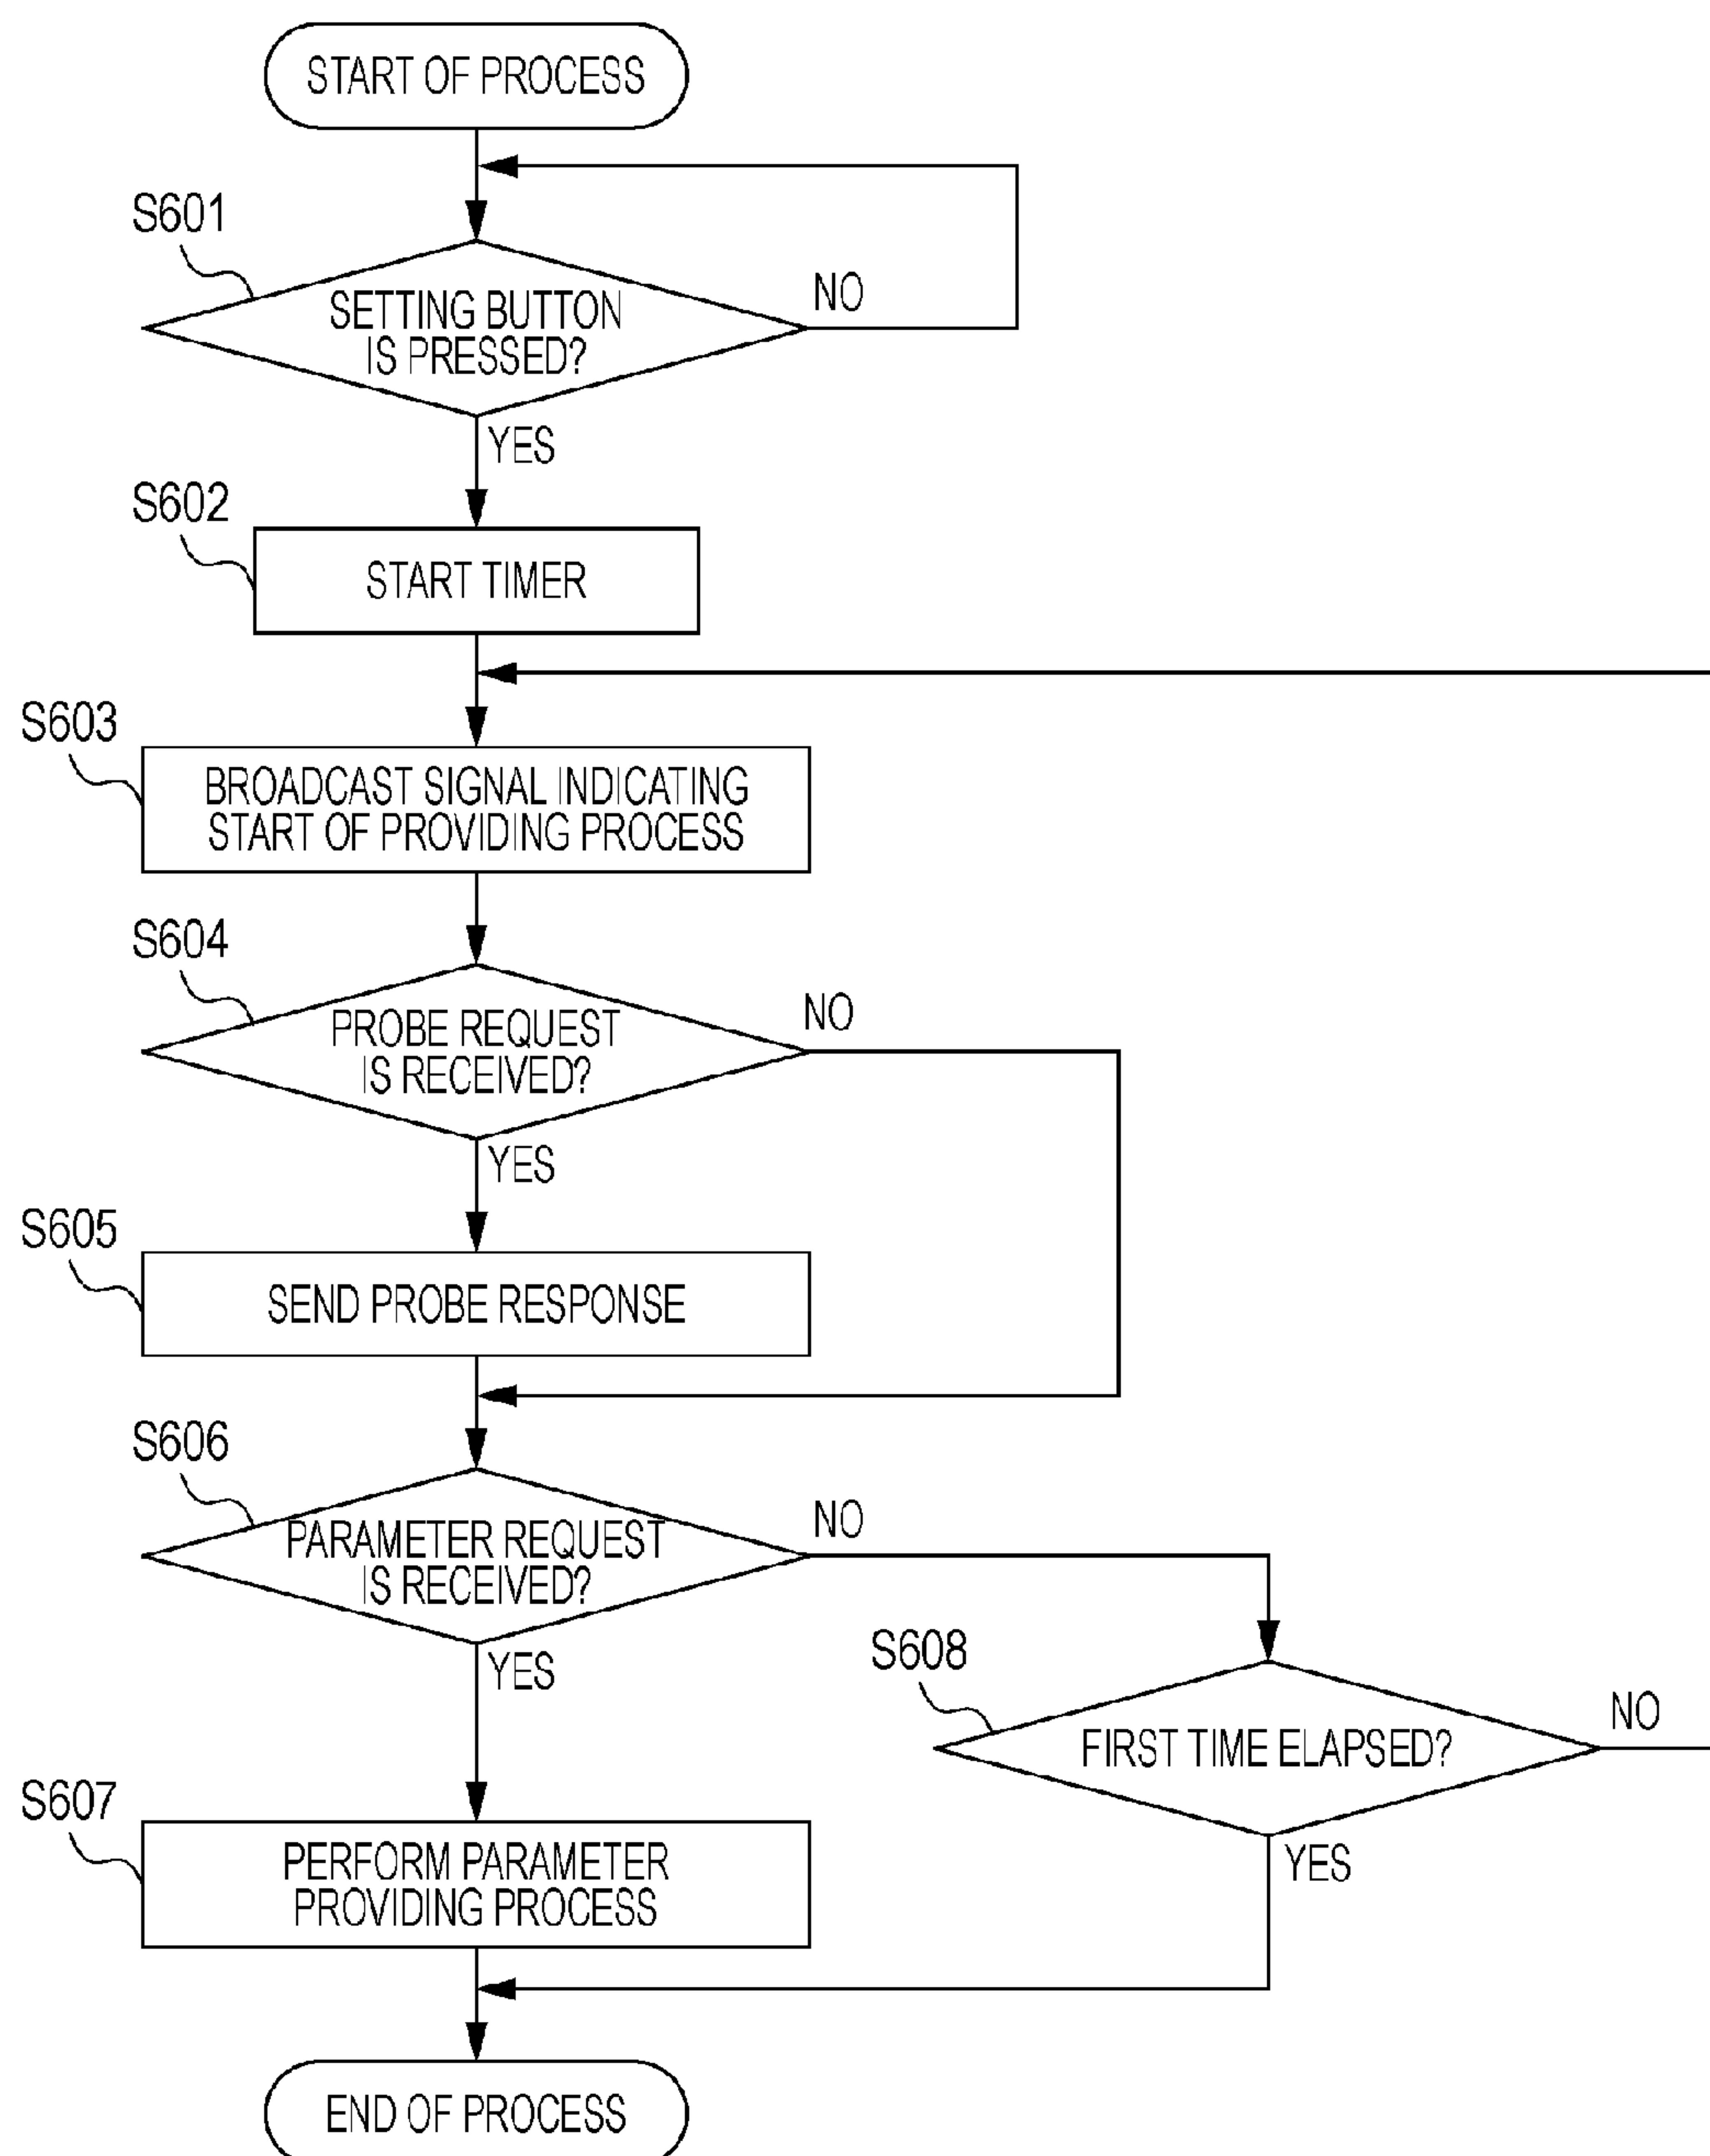 START OF PROCESS
S601
SETTING BUTTON
IS PRESSED?
NO
YES
S602
START TIMER
S603
BROADCAST SIGNAL INDICATING
START OF PROVIDING PROCESS
S604
PROBE REQUEST
IS RECEIVED?
NO
YES
S605
SEND PROBE RESPONSE
S606
PARAMETER REQUEST
IS RECEIVED?
NO
YES
S608
FIRST TIME ELAPSED?
NO
YES
S607
PERFORM PARAMETER
PROVIDING PROCESS
END OF PROCESS